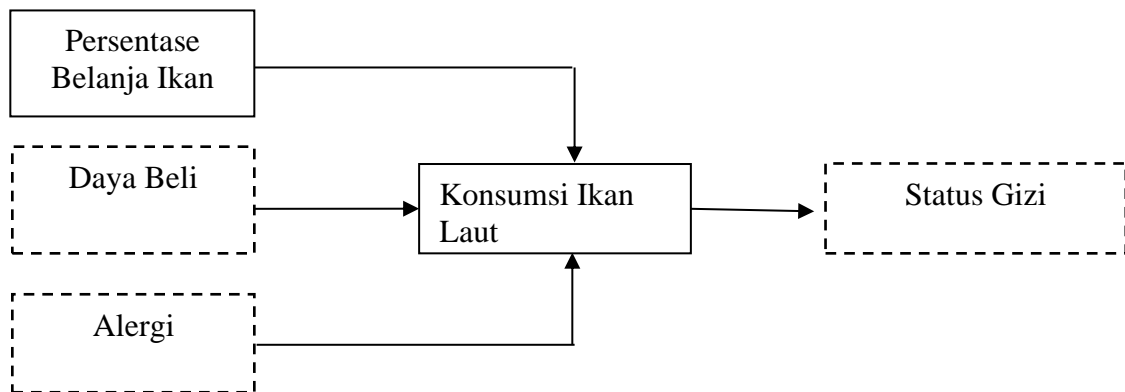 Persentase
Belanja Ikan
Daya Beli
Konsumsi Ikan
Laut
Status Gizi
Alergi